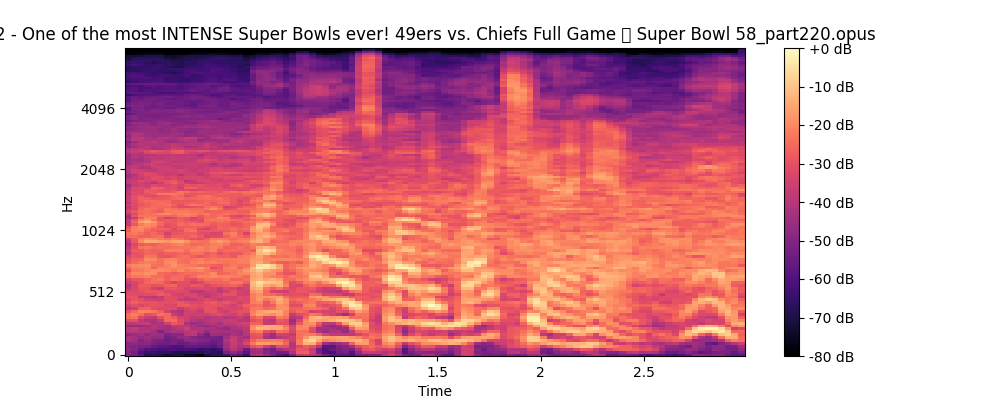 2 - One of the most INTENSE Super Bowls ever! 49ers vs. Chiefs Full Game Super Bowl 58_part220.opus
+0 dB
-10 dB
-20 dB
-30 dB
-40 dB
-50 dB
-60 dB
-70 dB
-80 dB
4096
2048
1024
512
0
Hz
0
0.5
1
1.5
2
2.5
Time